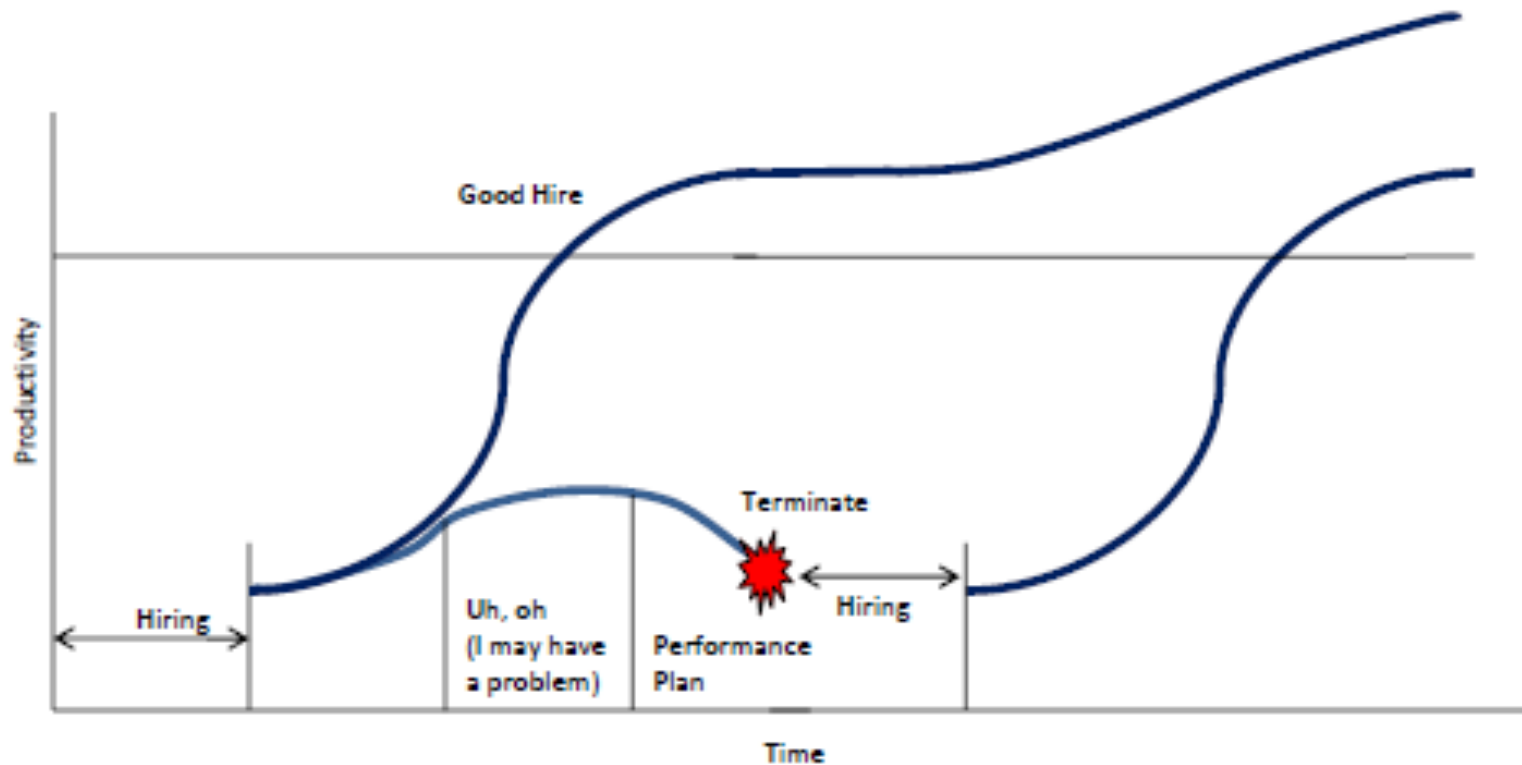 Good Hire
Productivity
Terminate
Hiring
Hiring
Uh, oh
(I may have
a problem)
Performance
Plan
Time